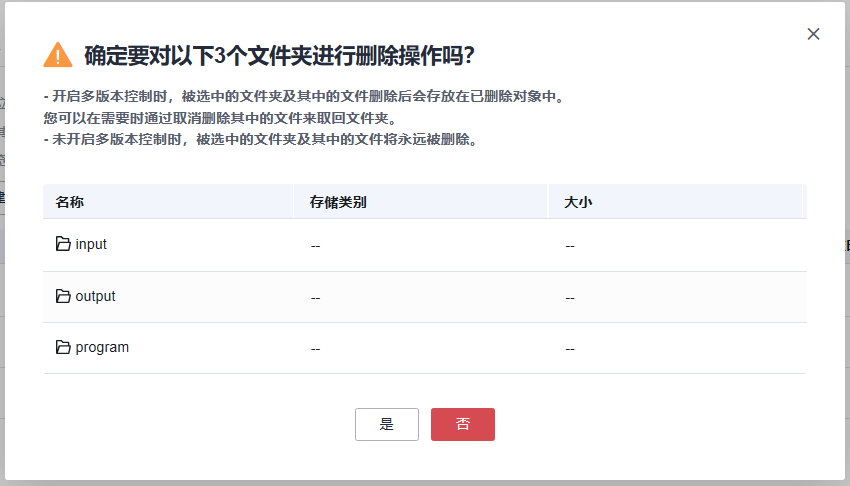 确定要对以下3个文件夹进行删除操作吗?
- 开启多版本控制时，被选中的文件夹及其中的文件删除后会存放在已删除对象中。
您可以在需要时通过取消删除其中的文件来取回文件夹。
- 未开启多版本控制时，被选中的文件夹及其中的文件将永远被删除。
名称 存储类别 大小
input -- --
output -- --
program -- --
是 否